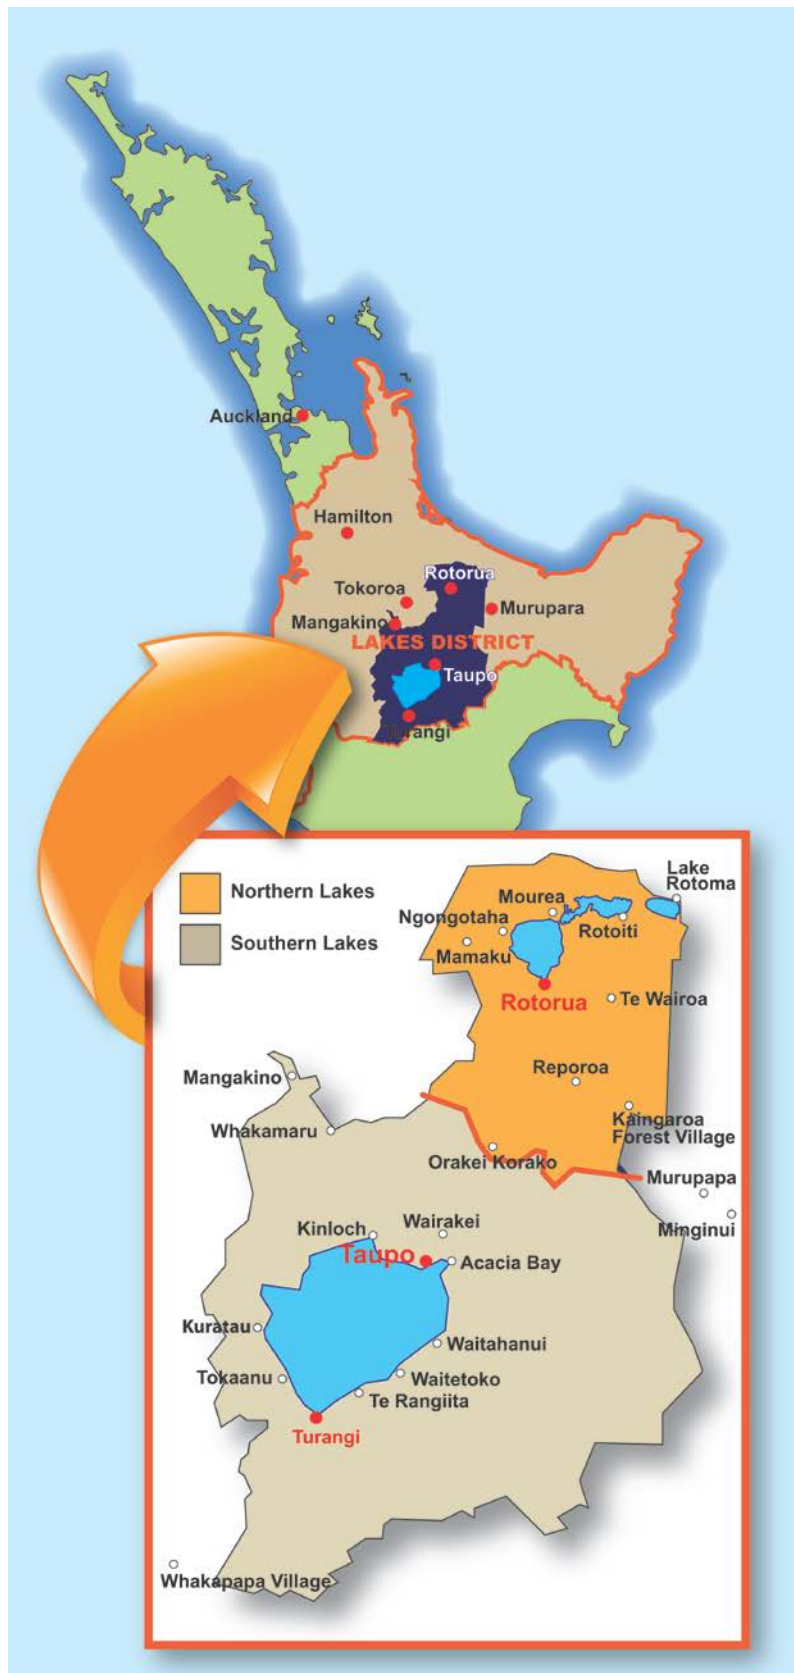 Auckland
Hamilton
Rotorua
Tokoroa
Murupara
Mangakino
LAKES DISTRICT
Taupo
Turangi
Northern Lakes
Southern Lakes
Lake
Rotoma
Mourea
Ngongotaha
Rotoiti
Mamaku
Rotorua
Te Wairoa
Reporoa
Mangakino
Kaingaroa
Forest Village
Whakamaru
Orakei Korako
Murupapa
Minginui
Wairakei
Kinloch
Taupo
Acacia Bay
Kuratau
Waitahanui
Tokaanu
Waitetoko
Te Rangiita
Turangi
Whakapapa Village